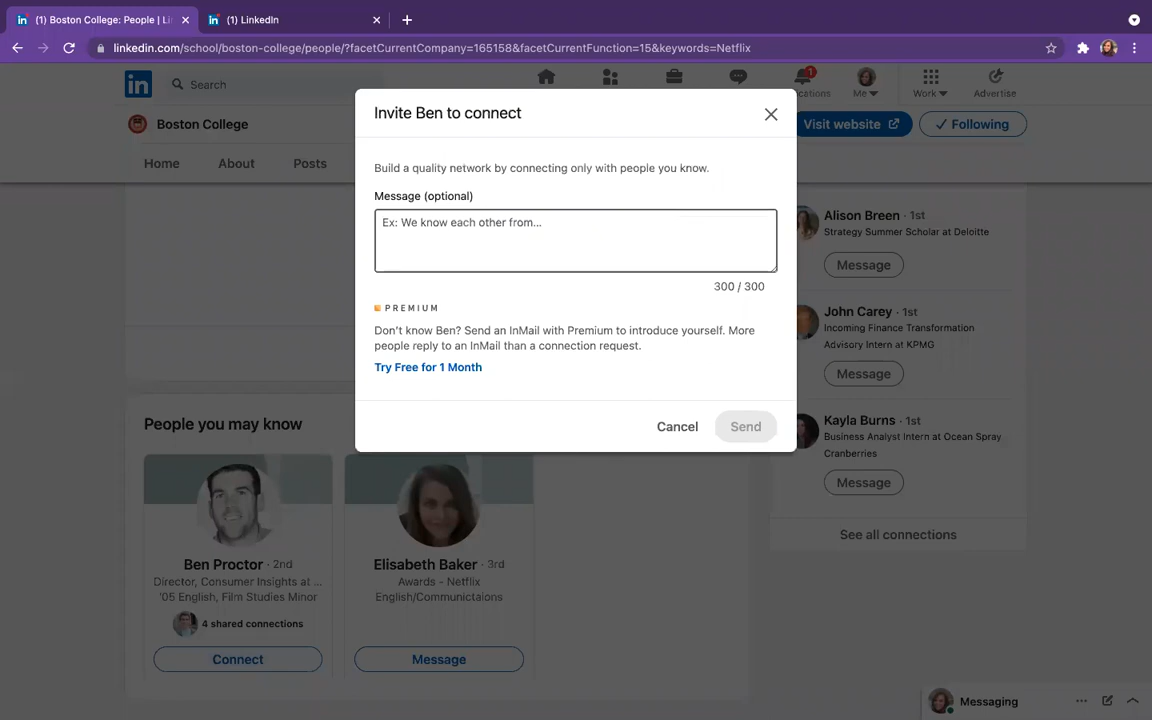 (1) Boston College: People | Li
(1) LinkedIn
linkedin.com/school/boston-college/people/?facetCurrentCompany=165158&facetCurrentFunction=15&keywords=Netflix
in
Search
1
Me
Work
Advertise
Boston College
Visit website
Following
Home
About
Posts
Invite Ben to connect
Build a quality network by connecting only with people you know.
Message (optional)
Ex: We know each other from...
300 / 300
PREMIUM
Don't know Ben? Send an InMail with Premium to introduce yourself. More
people reply to an InMail than a connection request.
Try Free for 1 Month
Cancel
Send
Alison Breen · 1st
Strategy Summer Scholar at Deloitte
Message
John Carey · 1st
Incoming Finance Transformation
Advisory Intern at KPMG
Message
Kayla Burns · 1st
Business Analyst Intern at Ocean Spray
Cranberries
Message
See all connections
People you may know
Ben Proctor · 2nd
Director, Consumer Insights at ...
'05 English, Film Studies Minor
4 shared connections
Connect
Elisabeth Baker · 3rd
Awards - Netflix
English/Communictaions
Message
Messaging